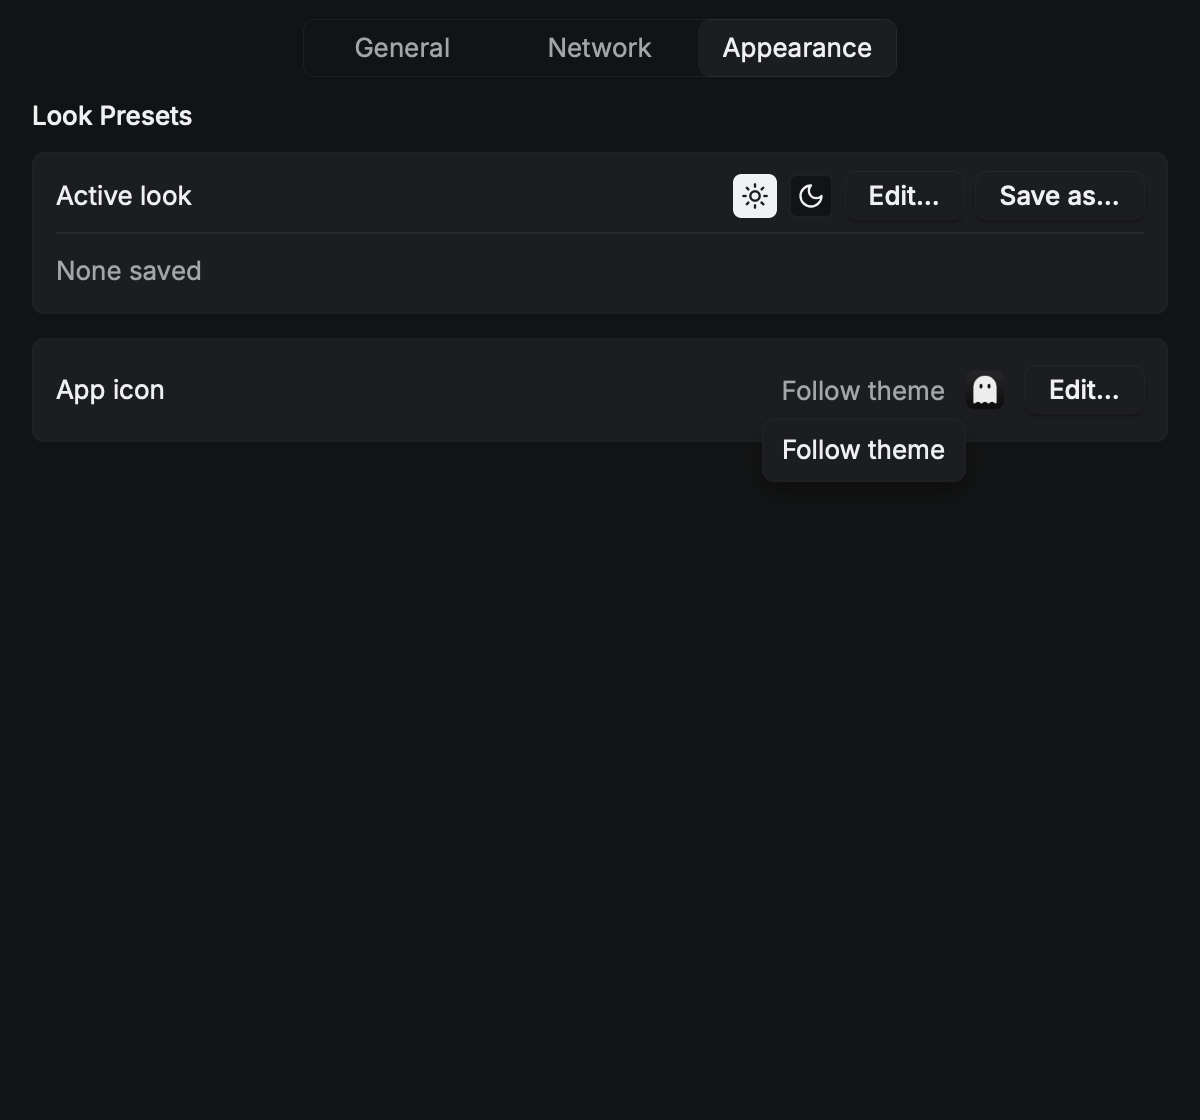 General
Network
Appearance
Look Presets
Active look
Edit...
Save as...
None saved
App icon
Follow theme
Edit...
Follow theme